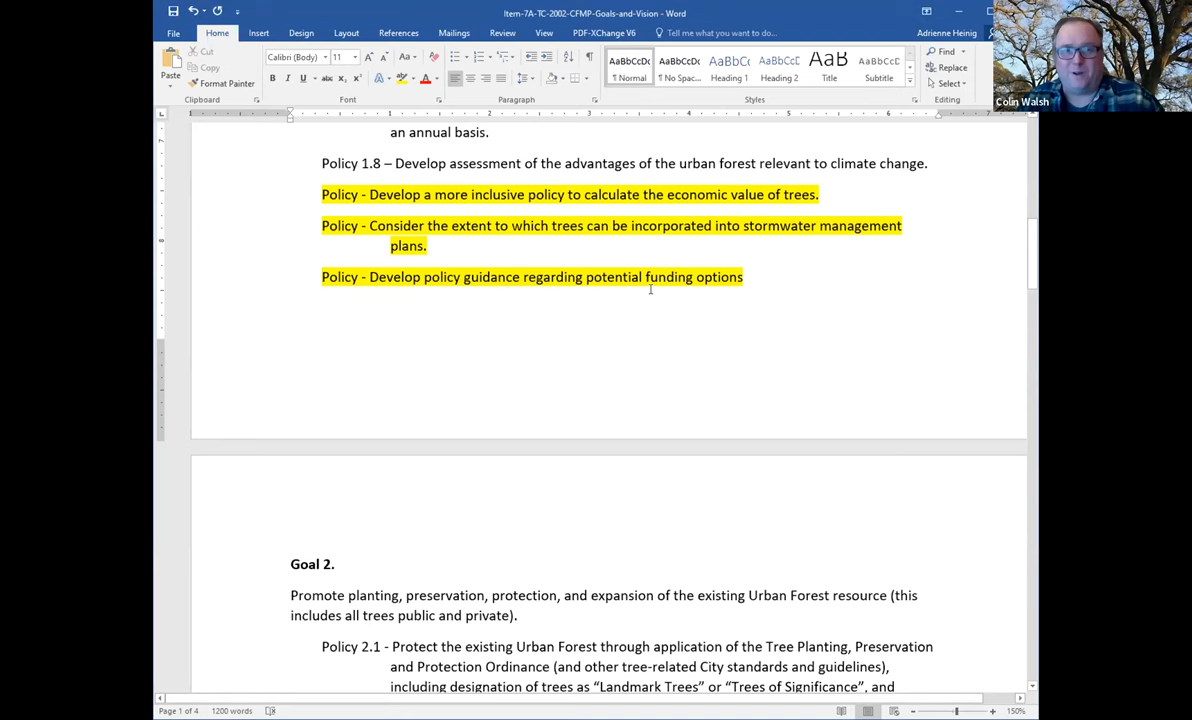 Item-7A-TC-2002-CFMP-Goals-and-Vision - Word
Adrienne Heinig
File Home Insert Design Layout References Mailings Review View PDF-XChange V6 Tell me what you want to do...
Paste
Cut
Copy
Format Painter
Clipboard
Calibri (Body) 11
Font
Paragraph
AaBbCcDc AaBbCcDc AaBbC AaBbCcC AaB AaBbCcD
¶ Normal ¶ No Spac... Heading 1 Heading 2 Title Subtitle
Styles
Find
Replace
Select
Editing
Colin Walsh
an annual basis.
Policy 1.8 – Develop assessment of the advantages of the urban forest relevant to climate change.
Policy - Develop a more inclusive policy to calculate the economic value of trees.
Policy - Consider the extent to which trees can be incorporated into stormwater management
plans.
Policy - Develop policy guidance regarding potential funding options
Goal 2.
Promote planting, preservation, protection, and expansion of the existing Urban Forest resource (this
includes all trees public and private).
Policy 2.1 - Protect the existing Urban Forest through application of the Tree Planting, Preservation
and Protection Ordinance (and other tree-related City standards and guidelines),
including designation of trees as “Landmark Trees” or “Trees of Significance”, and
Page 1 of 4 1200 words
150%